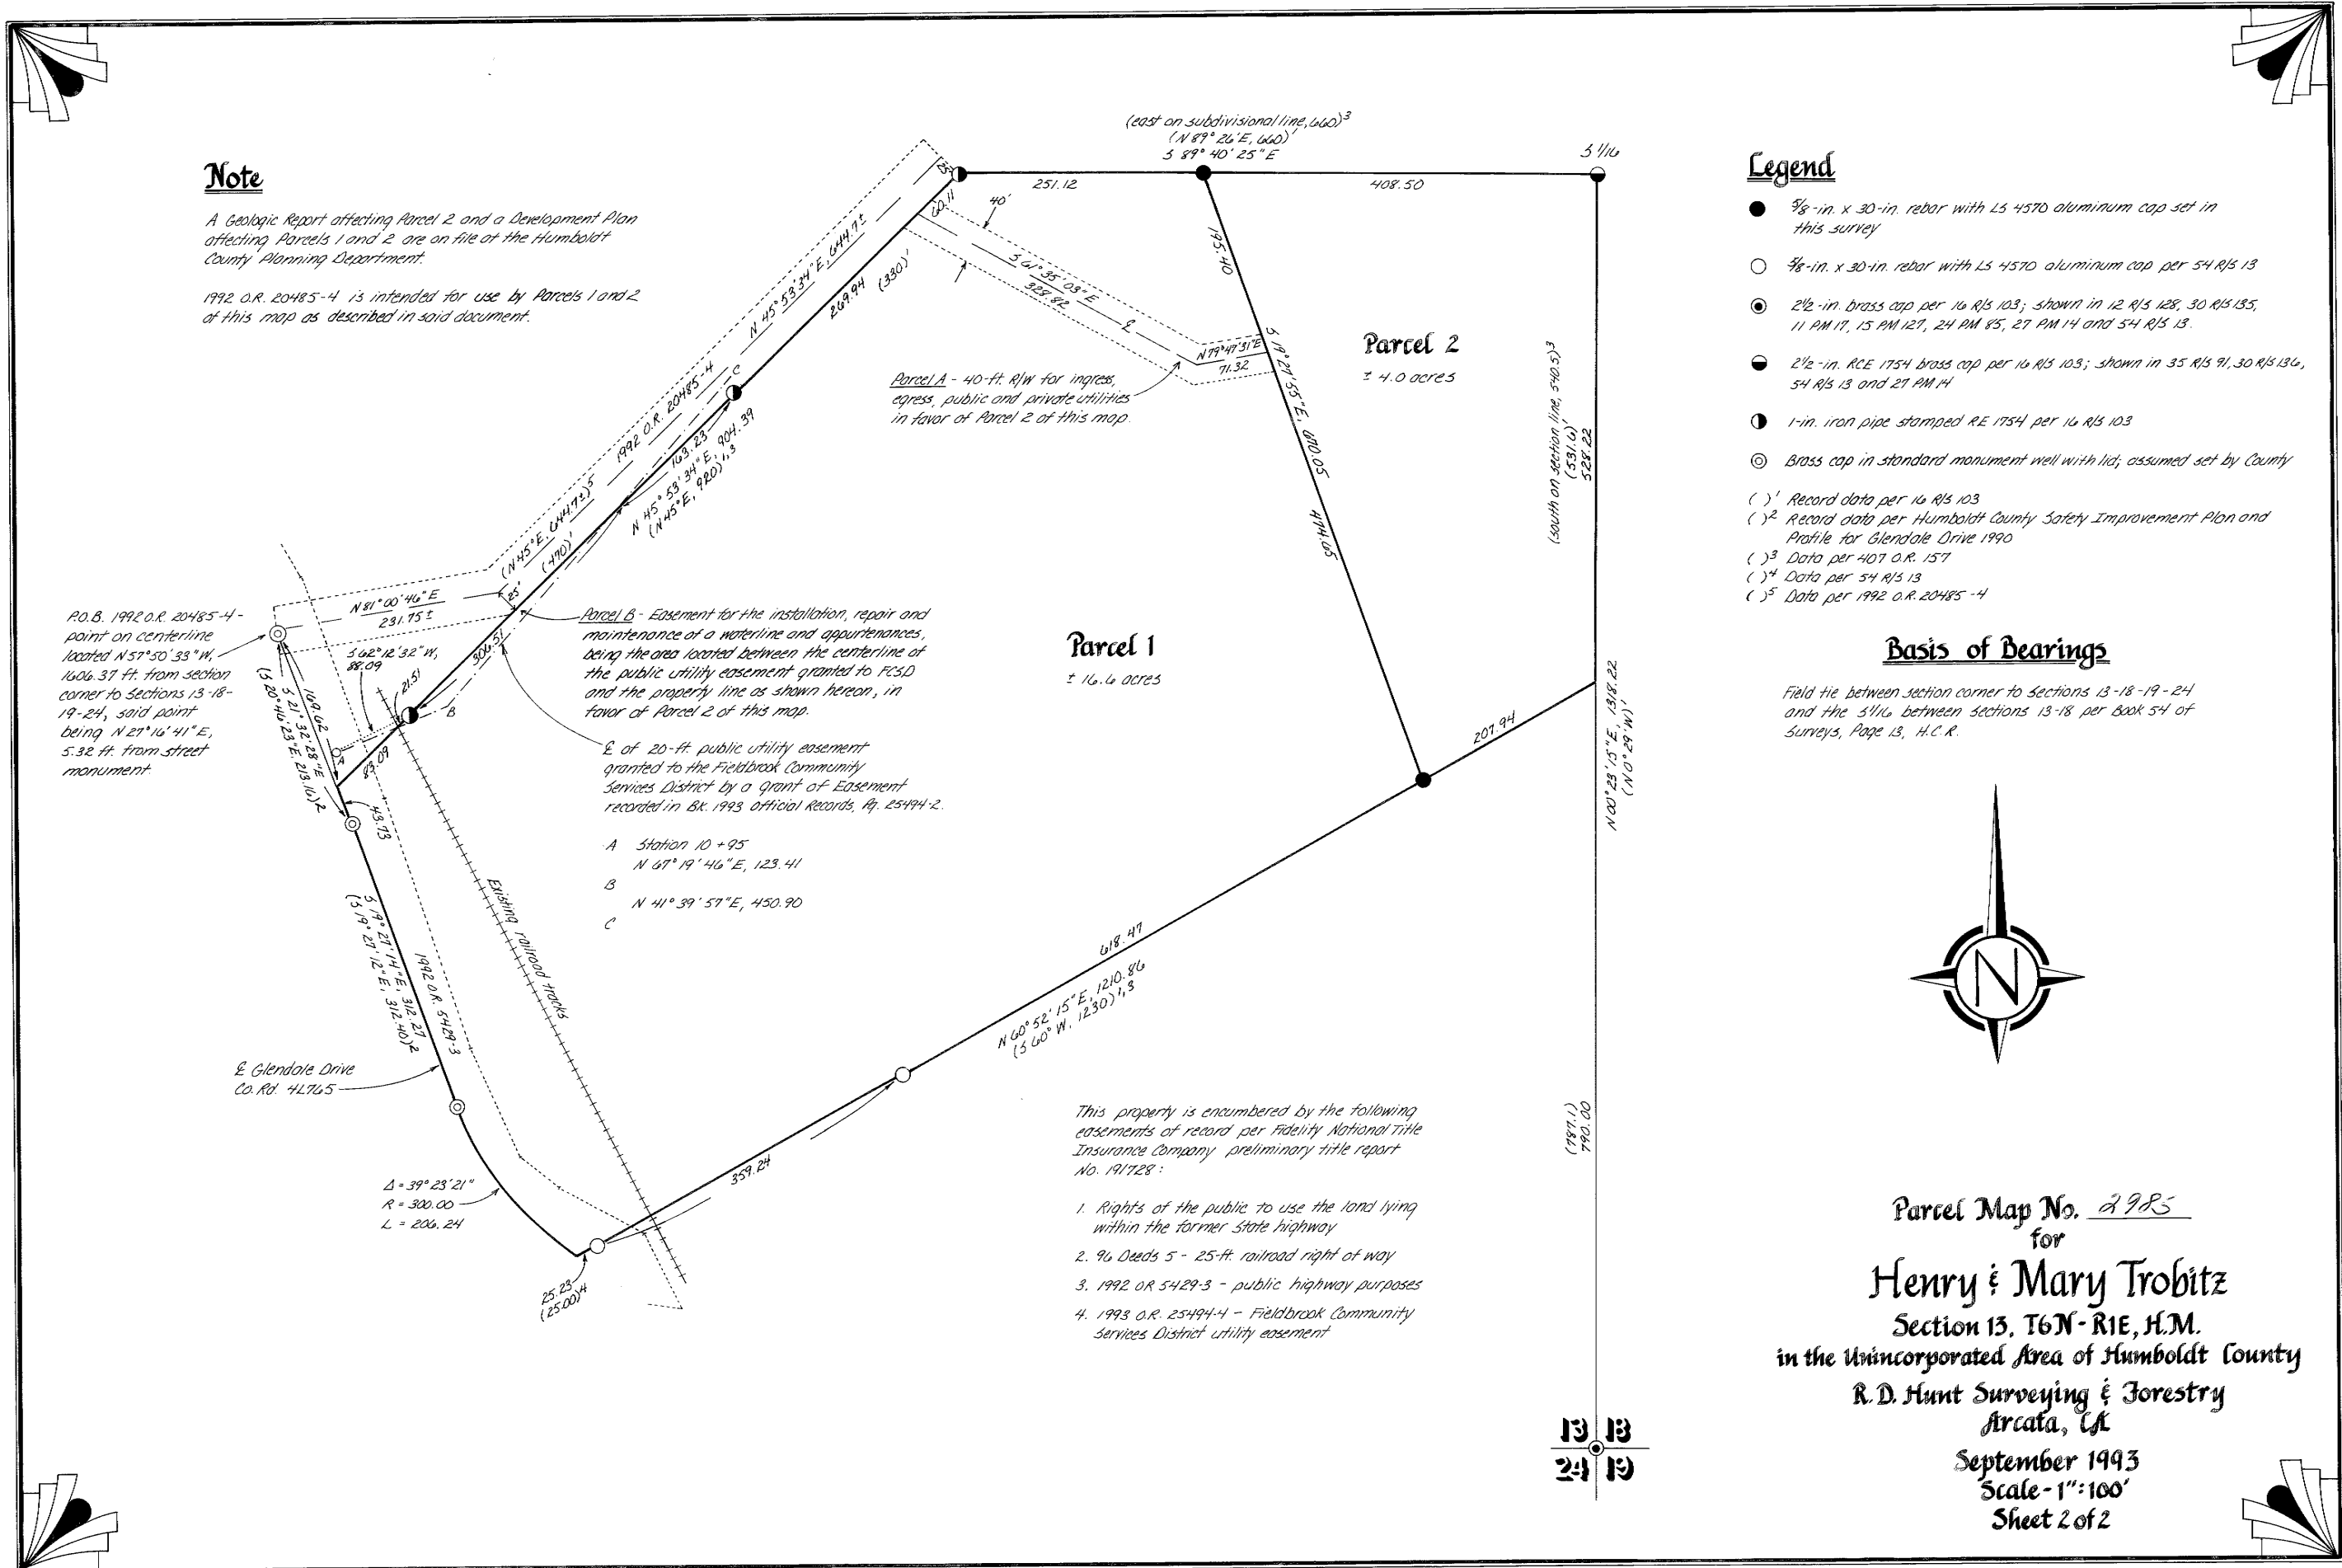 Note
A Geologic Report affecting Parcel 2 and a Development Plan
affecting Parcels 1 and 2 are on file at the Humboldt
County Planning Department.
1992 O.R. 20485-4 is intended for use by Parcels 1 and 2
of this map as described in said document.
(east on subdivisional line, 660)³
(N 89° 26' E, 660)'
S 89° 40' 25" E
251.12
408.50
S 1/16
25'
60.11
40'
N 45° 53' 34" E, 644.7±
269.94
(330)'
S 61° 35' 03" E
328.82
℄
195.40
N 79° 47' 31" E
71.32
S 19° 27' 55" E, 670.05
474.65
Parcel 2
± 4.0 acres
(south on section line, 540.5)³
(531.6)'
528.22
Parcel A - 40-ft. R/W for ingress,
egress, public and private utilities
in favor of Parcel 2 of this map.
1992 O.R. 20485-4
C
163.23
N 45° 53' 34" E, 904.39
(N 45° E, 920)¹,³
(N 45° E, 644.7±)⁵
(470)'
25'
N 81° 00' 46" E
231.75±
P.O.B. 1992 O.R. 20485-4-
point on centerline
located N 57° 50' 33" W,
1606.37 ft. from section
corner to Sections 13-18-
19-24, said point
being N 27° 16' 41" E,
5.32 ft. from street
monument.
S 62° 12' 32" W,
88.09
306.51
21.51
B
169.62
S 21° 32' 28" E
(S 20° 46' 23" E, 213.16)²
83.09
43.73
Parcel B - Easement for the installation, repair and
maintenance of a waterline and appurtenances,
being the area located between the centerline of
the public utility easement granted to FCSD
and the property line as shown hereon, in
favor of Parcel 2 of this map.
℄ of 20-ft. public utility easement
granted to the Fieldbrook Community
Services District by a grant of Easement
recorded in Bk. 1993 Official Records, Pg. 25494-2.
A Station 10+95
N 67° 19' 46" E, 123.41
B
N 41° 39' 57" E, 450.90
C
Parcel 1
± 16.6 acres
207.94
N 00° 23' 15" E, 1318.22
(N 0° 29' W)'
Existing railroad tracks
S 19° 27' 14" E, 312.27
(S 19° 27' 12" E, 312.40)²
1992 O.R. 5429-3
℄ Glendale Drive
Co. Rd. 4L765
Δ = 39° 23' 21"
R = 300.00
L = 206.24
25.23
(25.00)⁴
359.24
618.47
N 60° 52' 15" E, 1210.86
(S 60° W, 1230)¹,³
(787.1)
790.00
This property is encumbered by the following
easements of record per Fidelity National Title
Insurance Company preliminary title report
No. 191728:
1. Rights of the public to use the land lying
within the former State highway
2. 96 Deeds 5 - 25-ft. railroad right of way
3. 1992 OR 5429-3 - public highway purposes
4. 1993 O.R. 25494-4 - Fieldbrook Community
Services District utility easement
13 18
24 19
Legend
5/8-in. x 30-in. rebar with LS 4570 aluminum cap set in
this survey
5/8-in. x 30-in. rebar with LS 4570 aluminum cap per 54 R/S 13
2½-in. brass cap per 16 R/S 103; shown in 12 R/S 128, 30 R/S 135,
11 PM 17, 15 PM 127, 24 PM 85, 27 PM 14 and 54 R/S 13.
2½-in. RCE 1754 brass cap per 16 R/S 103; shown in 35 R/S 91, 30 R/S 136,
54 R/S 13 and 27 PM 14
1-in. iron pipe stamped RE 1754 per 16 R/S 103
Brass cap in standard monument well with lid; assumed set by County
( )' Record data per 16 R/S 103
( )² Record data per Humboldt County Safety Improvement Plan and
Profile for Glendale Drive 1990
( )³ Data per 407 O.R. 157
( )⁴ Data per 54 R/S 13
( )⁵ Data per 1992 O.R. 20485-4
Basis of Bearings
Field tie between section corner to Sections 13-18-19-24
and the S 1/16 between Sections 13-18 per Book 54 of
Surveys, Page 13, H.C.R.
N
Parcel Map No. 2985
for
Henry & Mary Trobitz
Section 13, T6N-R1E, H.M.
in the Unincorporated Area of Humboldt County
R.D. Hunt Surveying & Forestry
Arcata, CA
September 1993
Scale-1":100'
Sheet 2 of 2